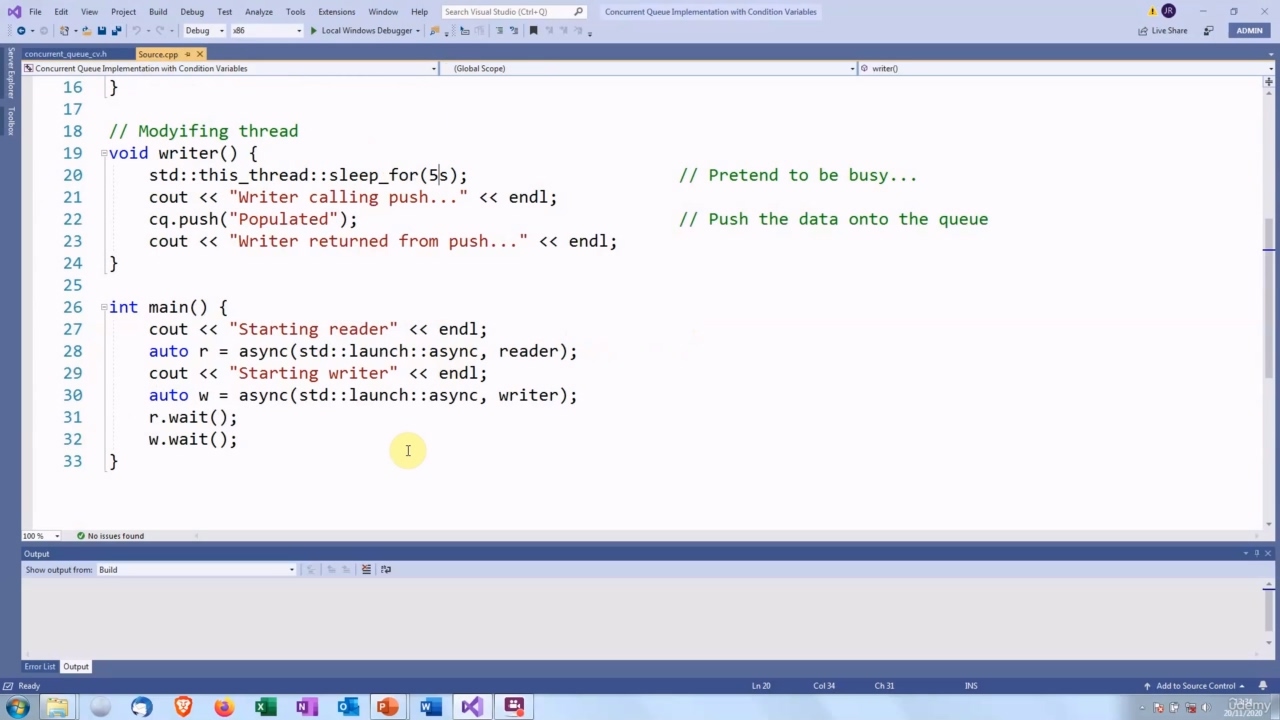 File Edit View Project Build Debug Test Analyze Tools Extensions Window Help Search Visual Studio (Ctrl+Q) Concurrent Queue Implementation with Condition Variables JR
Debug x86 Local Windows Debugger Live Share ADMIN
concurrent_queue_cv.h Source.cpp
Concurrent Queue Implementation with Condition Variables (Global Scope) writer()
Server Explorer
Toolbox
16 }
17
18 // Modyifing thread
19 void writer() {
20 std::this_thread::sleep_for(5s); // Pretend to be busy...
21 cout << "Writer calling push..." << endl;
22 cq.push("Populated"); // Push the data onto the queue
23 cout << "Writer returned from push..." << endl;
24 }
25
26 int main() {
27 cout << "Starting reader" << endl;
28 auto r = async(std::launch::async, reader);
29 cout << "Starting writer" << endl;
30 auto w = async(std::launch::async, writer);
31 r.wait();
32 w.wait();
33 }
100 % No issues found
Output
Show output from: Build
Error List Output
Ready Ln 20 Col 34 Ch 31 INS Add to Source Control
20/11/2020
udemy